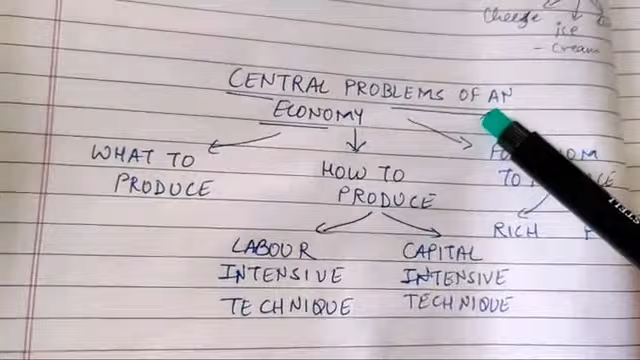 Cheese
ice
- Cream
CENTRAL PROBLEMS OF AN
ECONOMY
WHAT TO
PRODUCE
HOW TO
PRODUCE
TO
RICH
LABOUR
INTENSIVE
TECHNIQUE
CAPITAL
INTENSIVE
TECHNIQUE